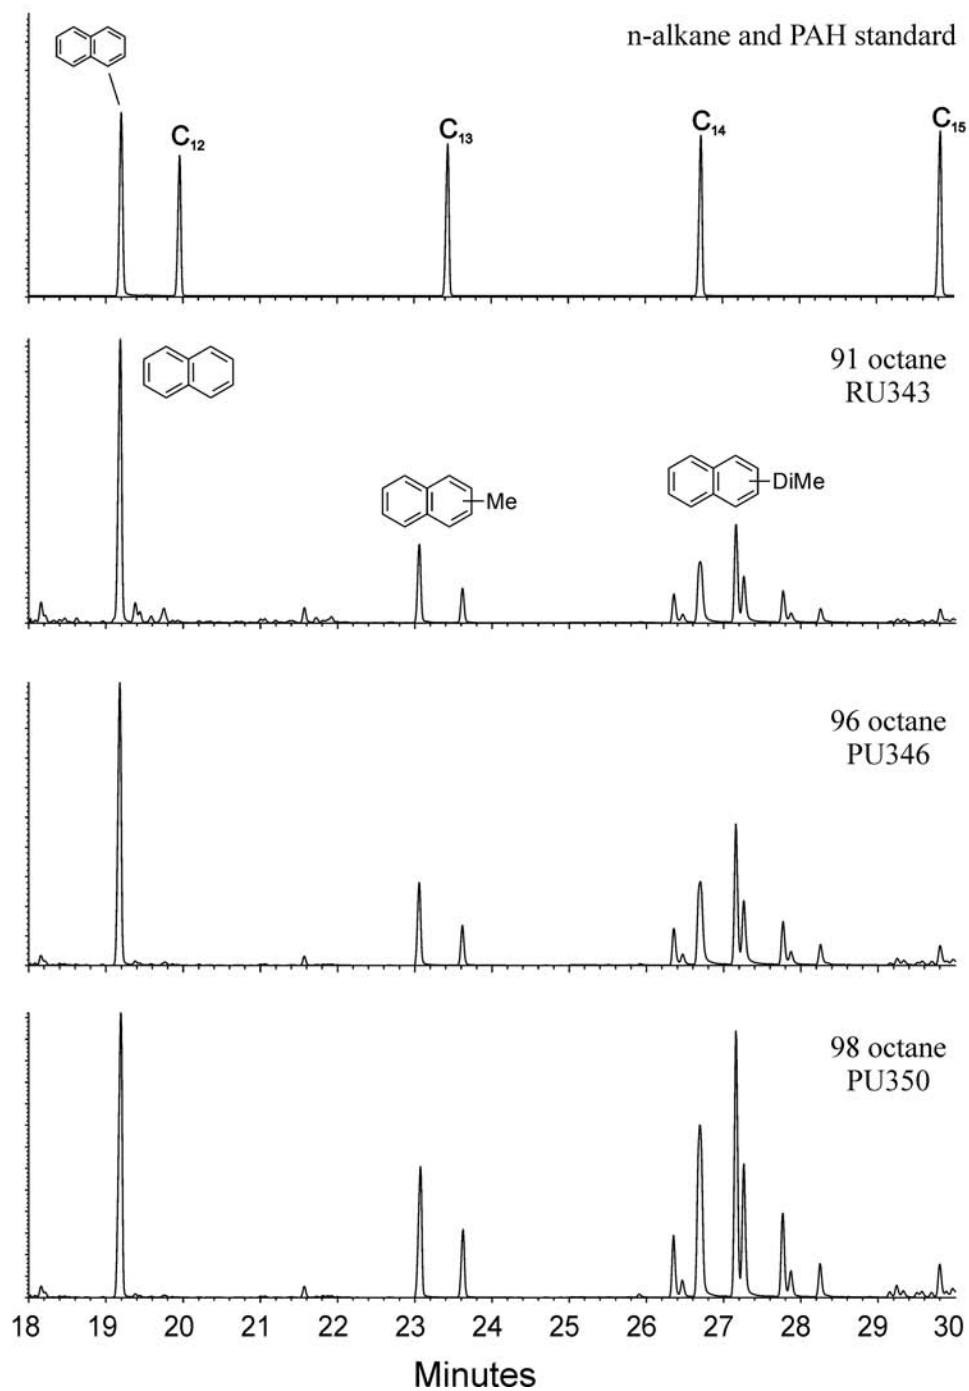 n-alkane and PAH standard
C₁₂
C₁₃
C₁₄
C₁₅
91 octane
RU343
Me
DiMe
96 octane
PU346
98 octane
PU350
18 19 20 21 22 23 24 25 26 27 28 29 30
Minutes